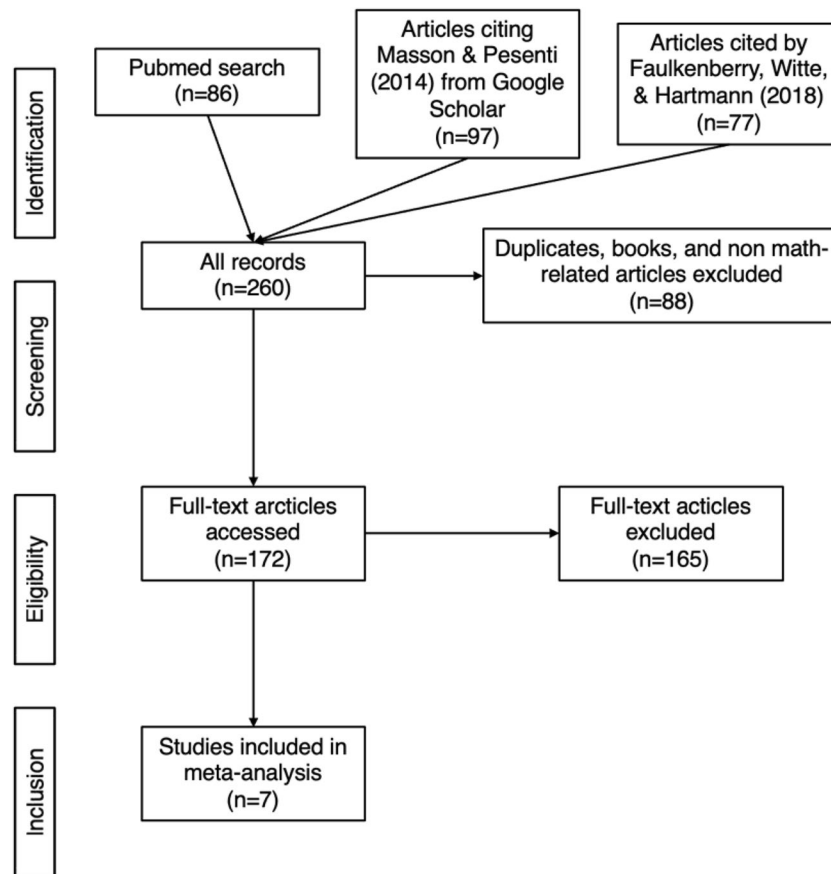 Identification
Pubmed search
(n=86)
Articles citing
Masson & Pesenti
(2014) from Google
Scholar
(n=97)
Articles cited by
Faulkenberry, Witte,
& Hartmann (2018)
(n=77)
All records
(n=260)
Duplicates, books, and non math-
related articles excluded
(n=88)
Screening
Eligibility
Full-text arcticles
accessed
(n=172)
Full-text acticles
excluded
(n=165)
Inclusion
Studies included in
meta-analysis
(n=7)